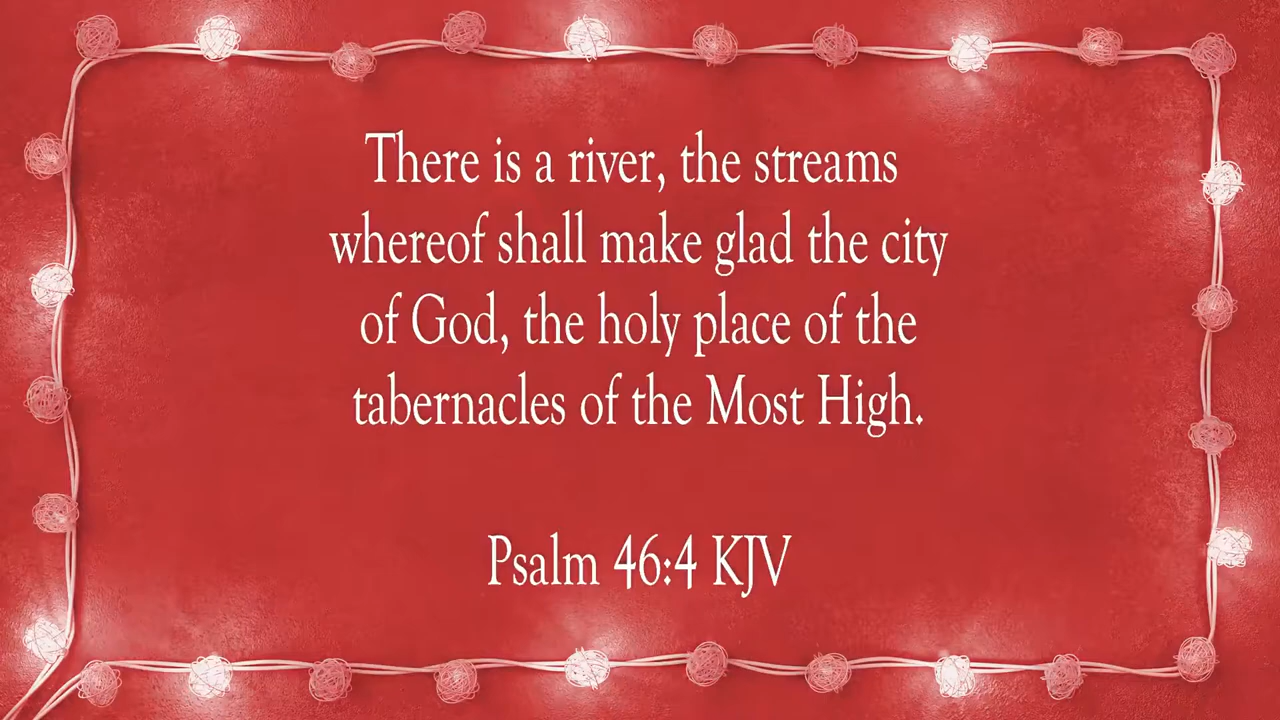 There is a river, the streams
whereof shall make glad the city
of God, the holy place of the
tabernacles of the Most High.
Psalm 46:4 KJV